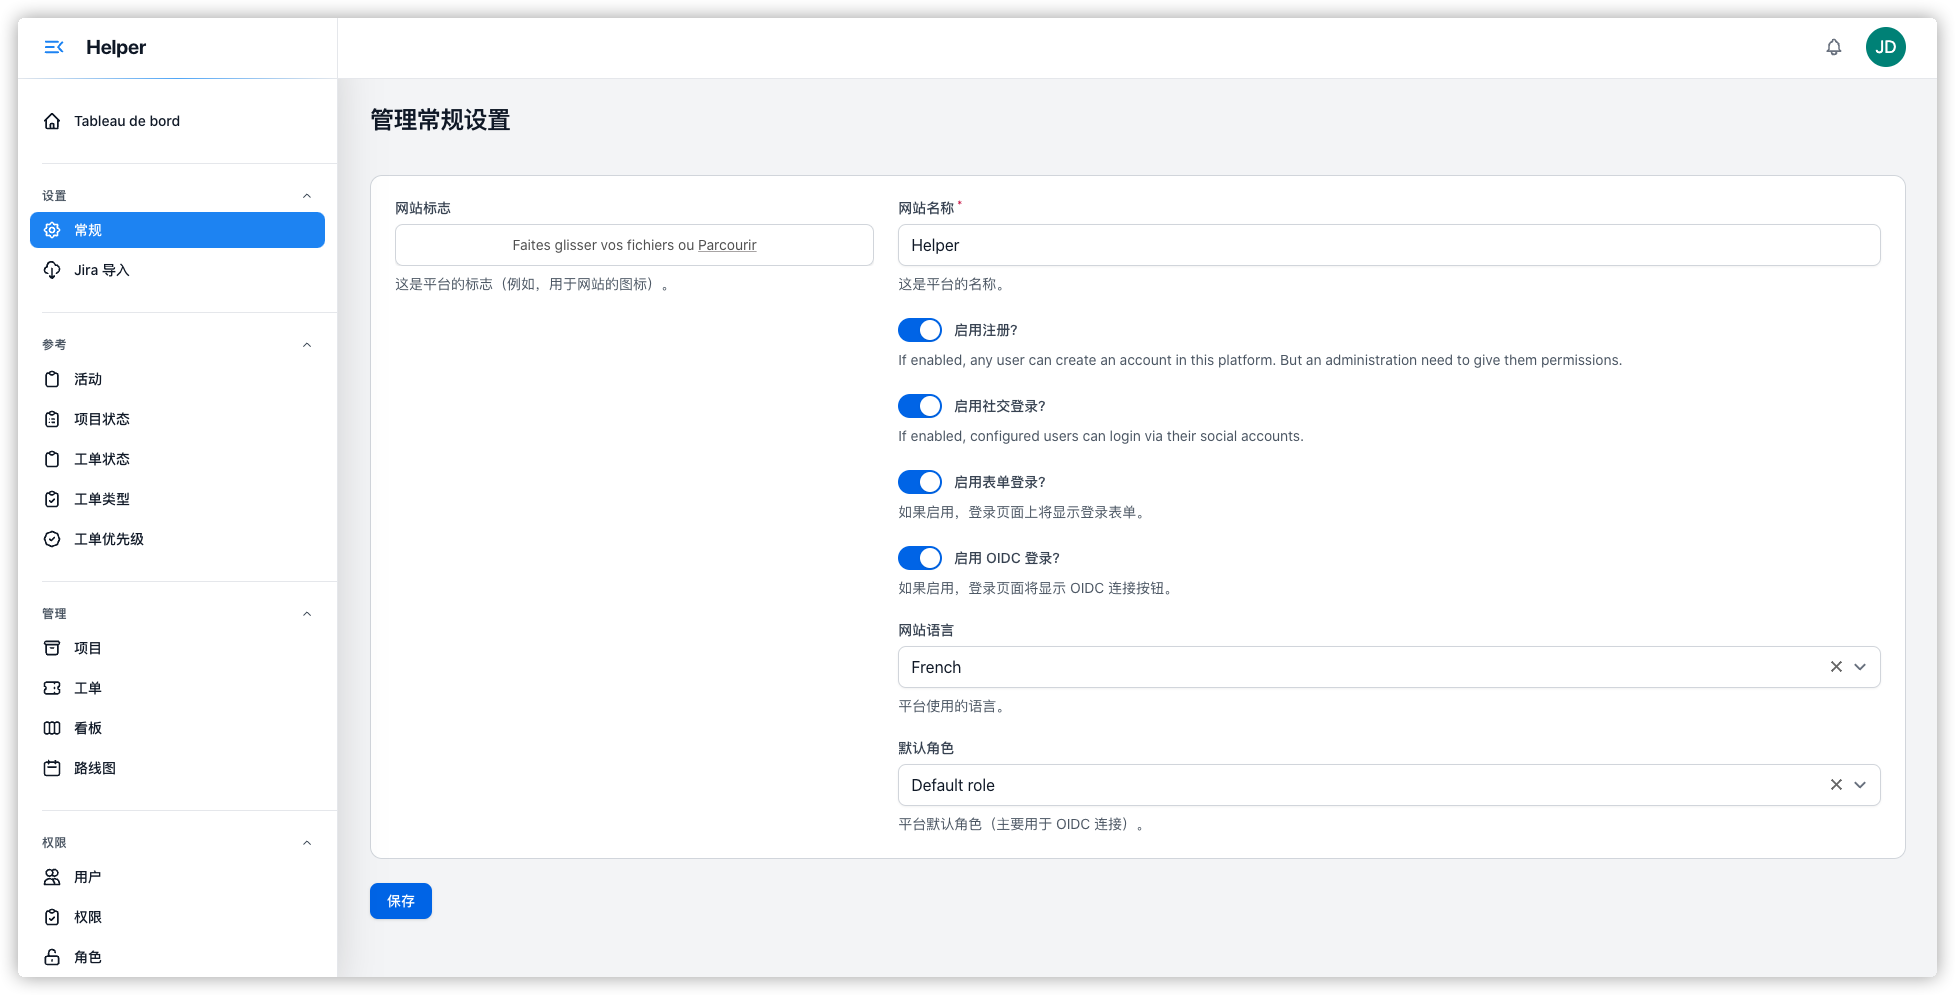 Helper
JD
Tableau de bord
设置
常规
Jira 导入
参考
活动
项目状态
工单状态
工单类型
工单优先级
管理
项目
工单
看板
路线图
权限
用户
权限
角色
管理常规设置
网站标志
Faites glisser vos fichiers ou Parcourir
这是平台的标志（例如，用于网站的图标）。
网站名称*
Helper
这是平台的名称。
启用注册?
If enabled, any user can create an account in this platform. But an administration need to give them permissions.
启用社交登录?
If enabled, configured users can login via their social accounts.
启用表单登录?
如果启用，登录页面上将显示登录表单。
启用 OIDC 登录?
如果启用，登录页面将显示 OIDC 连接按钮。
网站语言
French
平台使用的语言。
默认角色
Default role
平台默认角色（主要用于 OIDC 连接）。
保存